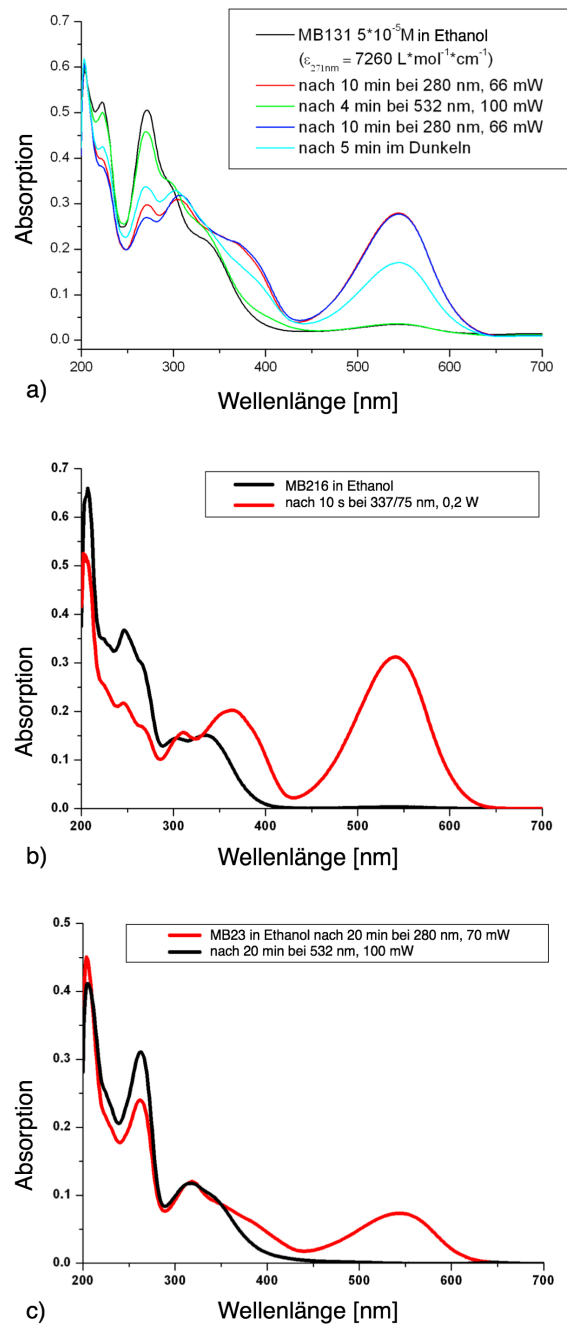 MB131 5*10⁻⁵M in Ethanol
(ε₂₇₁ₙₘ = 7260 L*mol⁻¹*cm⁻¹)
nach 10 min bei 280 nm, 66 mW
nach 4 min bei 532 nm, 100 mW
nach 10 min bei 280 nm, 66 mW
nach 5 min im Dunkeln
Absorption
0.7
0.6
0.5
0.4
0.3
0.2
0.1
0.0
200 300 400 500 600 700
Wellenlänge [nm]
a)
MB216 in Ethanol
nach 10 s bei 337/75 nm, 0,2 W
Absorption
0.7
0.6
0.5
0.4
0.3
0.2
0.1
0.0
200 300 400 500 600 700
Wellenlänge [nm]
b)
MB23 in Ethanol nach 20 min bei 280 nm, 70 mW
nach 20 min bei 532 nm, 100 mW
Absorption
0.5
0.4
0.3
0.2
0.1
0.0
200 300 400 500 600 700
Wellenlänge [nm]
c)